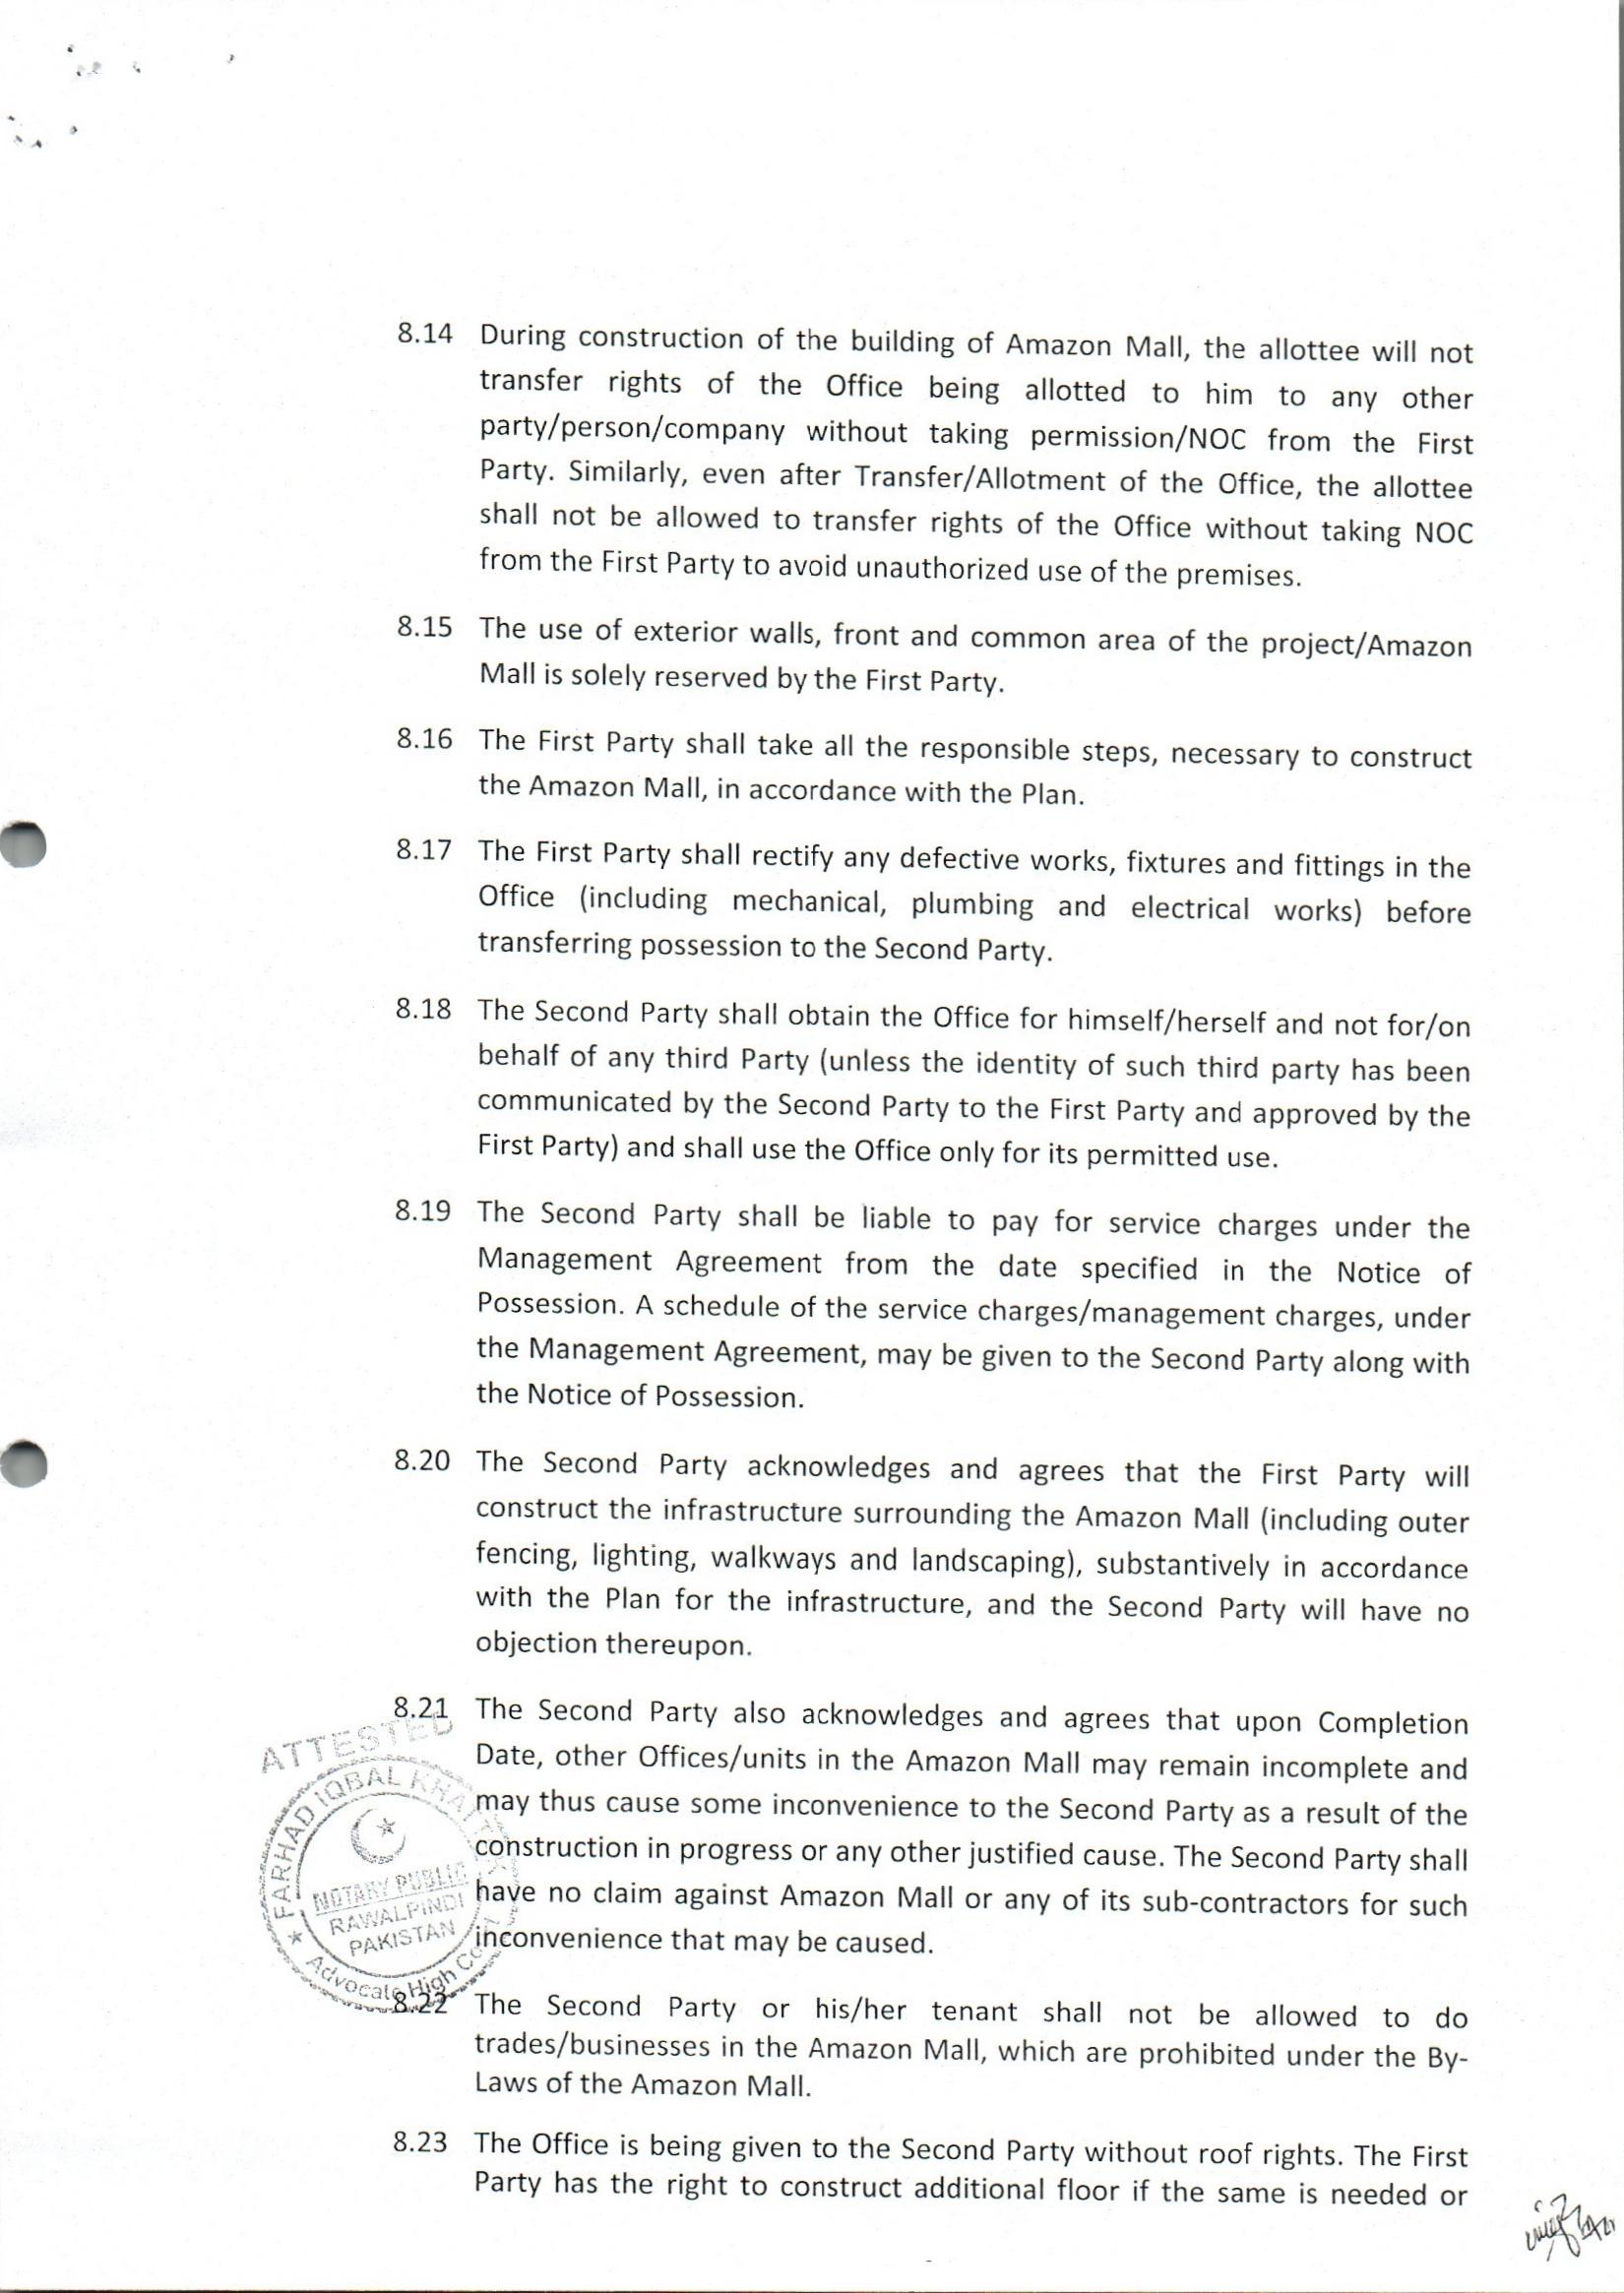 8.14 During construction of the building of Amazon Mall, the allottee will not
transfer rights of the Office being allotted to him to any other
party/person/company without taking permission/NOC from the First
Party. Similarly, even after Transfer/Allotment of the Office, the allottee
shall not be allowed to transfer rights of the Office without taking NOC
from the First Party to avoid unauthorized use of the premises.
8.15 The use of exterior walls, front and common area of the project/Amazon
Mall is solely reserved by the First Party.
8.16 The First Party shall take all the responsible steps, necessary to construct
the Amazon Mall, in accordance with the Plan.
8.17 The First Party shall rectify any defective works, fixtures and fittings in the
Office (including mechanical, plumbing and electrical works) before
transferring possession to the Second Party.
8.18 The Second Party shall obtain the Office for himself/herself and not for/on
behalf of any third Party (unless the identity of such third party has been
communicated by the Second Party to the First Party and approved by the
First Party) and shall use the Office only for its permitted use.
8.19 The Second Party shall be liable to pay for service charges under the
Management Agreement from the date specified in the Notice of
Possession. A schedule of the service charges/management charges, under
the Management Agreement, may be given to the Second Party along with
the Notice of Possession.
8.20 The Second Party acknowledges and agrees that the First Party will
construct the infrastructure surrounding the Amazon Mall (including outer
fencing, lighting, walkways and landscaping), substantively in accordance
with the Plan for the infrastructure, and the Second Party will have no
objection thereupon.
8.21 The Second Party also acknowledges and agrees that upon Completion
Date, other Offices/units in the Amazon Mall may remain incomplete and
may thus cause some inconvenience to the Second Party as a result of the
construction in progress or any other justified cause. The Second Party shall
have no claim against Amazon Mall or any of its sub-contractors for such
inconvenience that may be caused.
ATTESTED
FARHAD IQBAL
NOTARY PUBLIC
RAWALPINDI
PAKISTAN
Advocate High
8.22 The Second Party or his/her tenant shall not be allowed to do
trades/businesses in the Amazon Mall, which are prohibited under the By-
Laws of the Amazon Mall.
8.23 The Office is being given to the Second Party without roof rights. The First
Party has the right to construct additional floor if the same is needed or